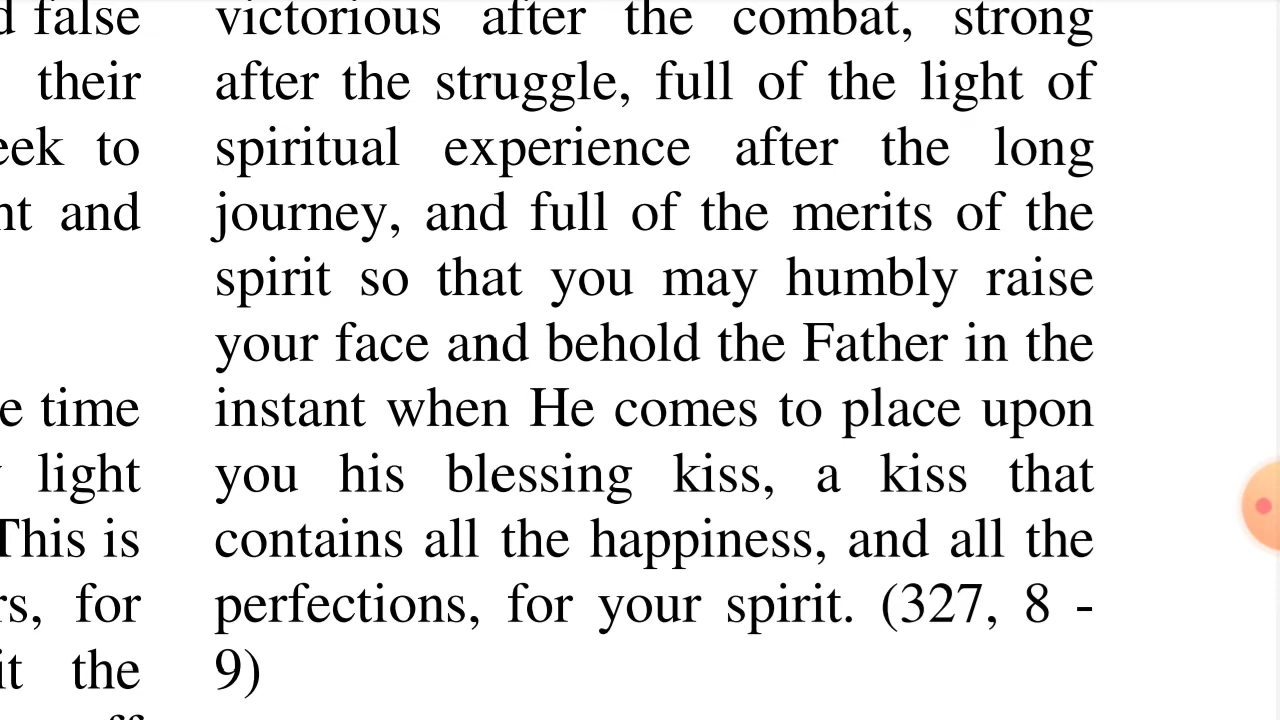 d false
their
eek to
nt and
e time
light
This is
rs, for
it the
victorious after the combat, strong
after the struggle, full of the light of
spiritual experience after the long
journey, and full of the merits of the
spirit so that you may humbly raise
your face and behold the Father in the
instant when He comes to place upon
you his blessing kiss, a kiss that
contains all the happiness, and all the
perfections, for your spirit. (327, 8 -
9)